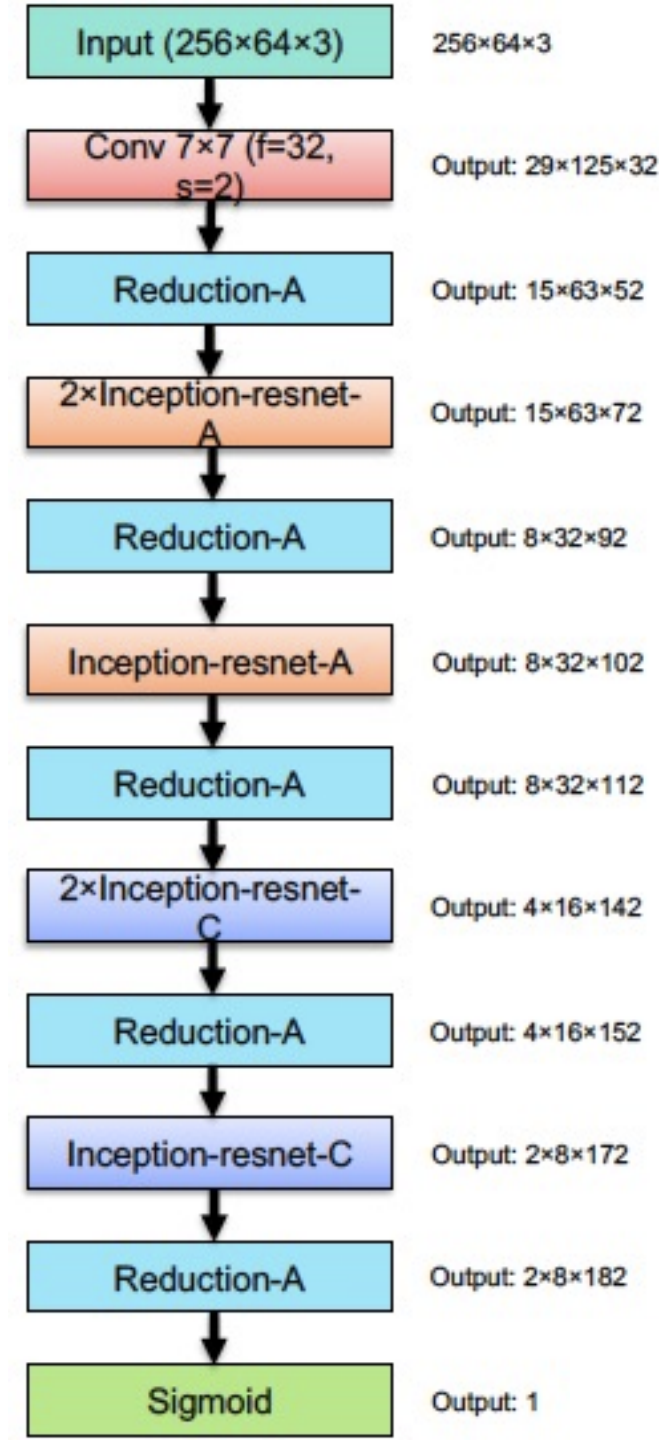 Input (256×64×3)
256×64×3
Conv 7×7 (f=32,
s=2)
Output: 29×125×32
Reduction-A
Output: 15×63×52
2×Inception-resnet-
A
Output: 15×63×72
Reduction-A
Output: 8×32×92
Inception-resnet-A
Output: 8×32×102
Reduction-A
Output: 8×32×112
2×Inception-resnet-
C
Output: 4×16×142
Reduction-A
Output: 4×16×152
Inception-resnet-C
Output: 2×8×172
Reduction-A
Output: 2×8×182
Sigmoid
Output: 1